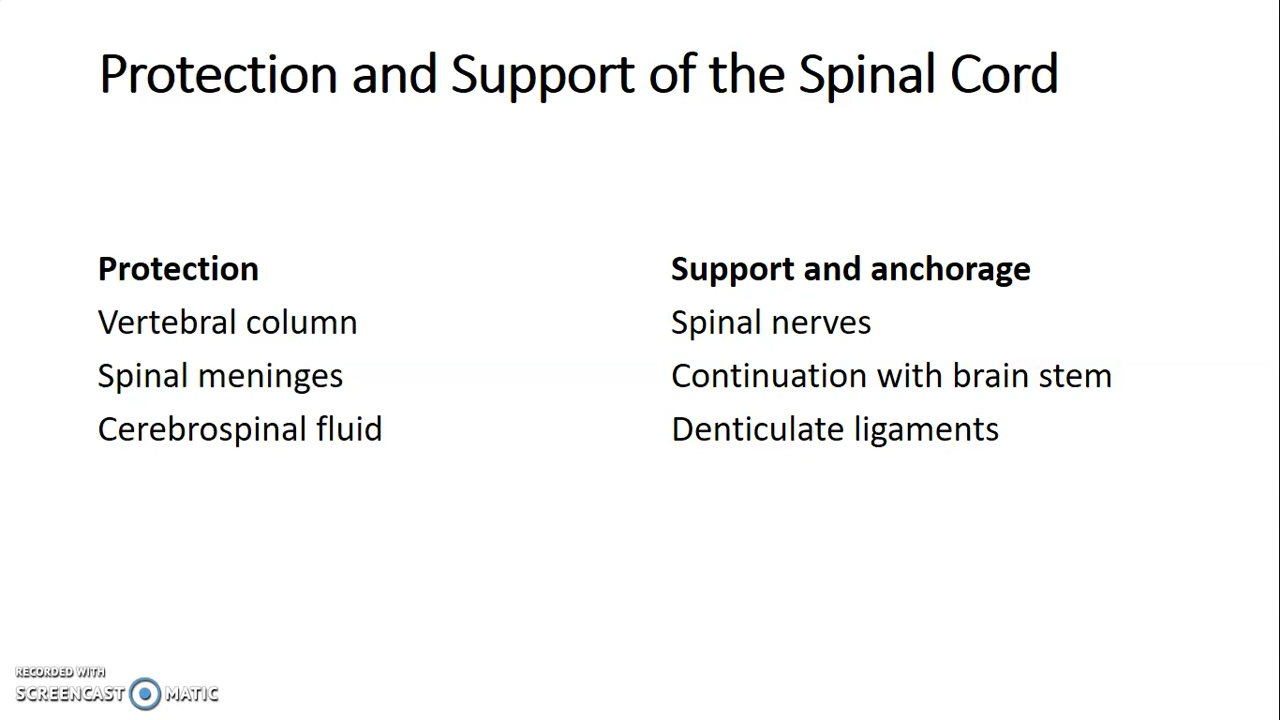 Protection and Support of the Spinal Cord
Protection
Vertebral column
Spinal meninges
Cerebrospinal fluid
Support and anchorage
Spinal nerves
Continuation with brain stem
Denticulate ligaments
RECORDED WITH
SCREENCAST MATIC